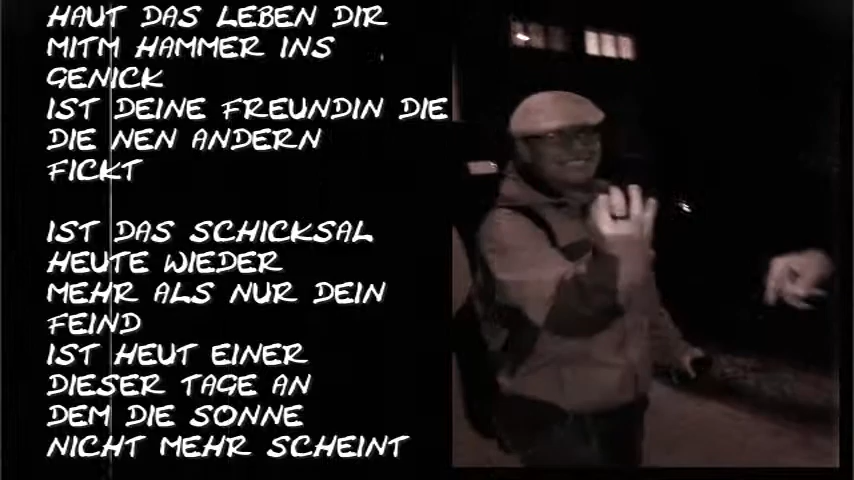 HAUT DAS LEBEN DIR
MITM HAMMER INS
GENICK
IST DEINE FREUNDIN DIE
DIE NEN ANDERN
FICKT
IST DAS SCHICKSAL
HEUTE WIEDER
MEHR ALS NUR DEIN
FEIND
IST HEUT EINER
DIESER TAGE AN
DEM DIE SONNE
NICHT MEHR SCHEINT